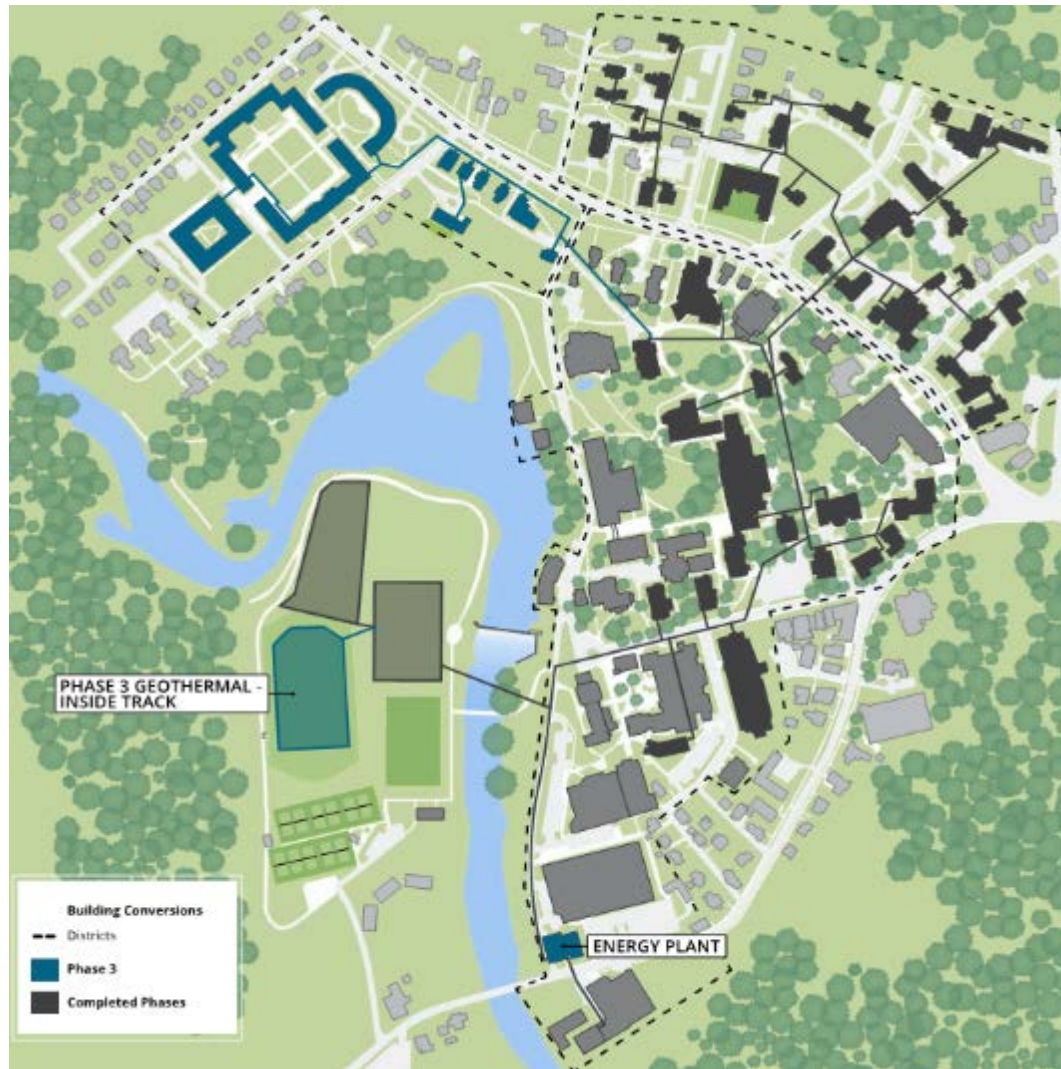 PHASE 3 GEOTHERMAL -
INSIDE TRACK
ENERGY PLANT
Building Conversions
Districts
Phase 3
Completed Phases